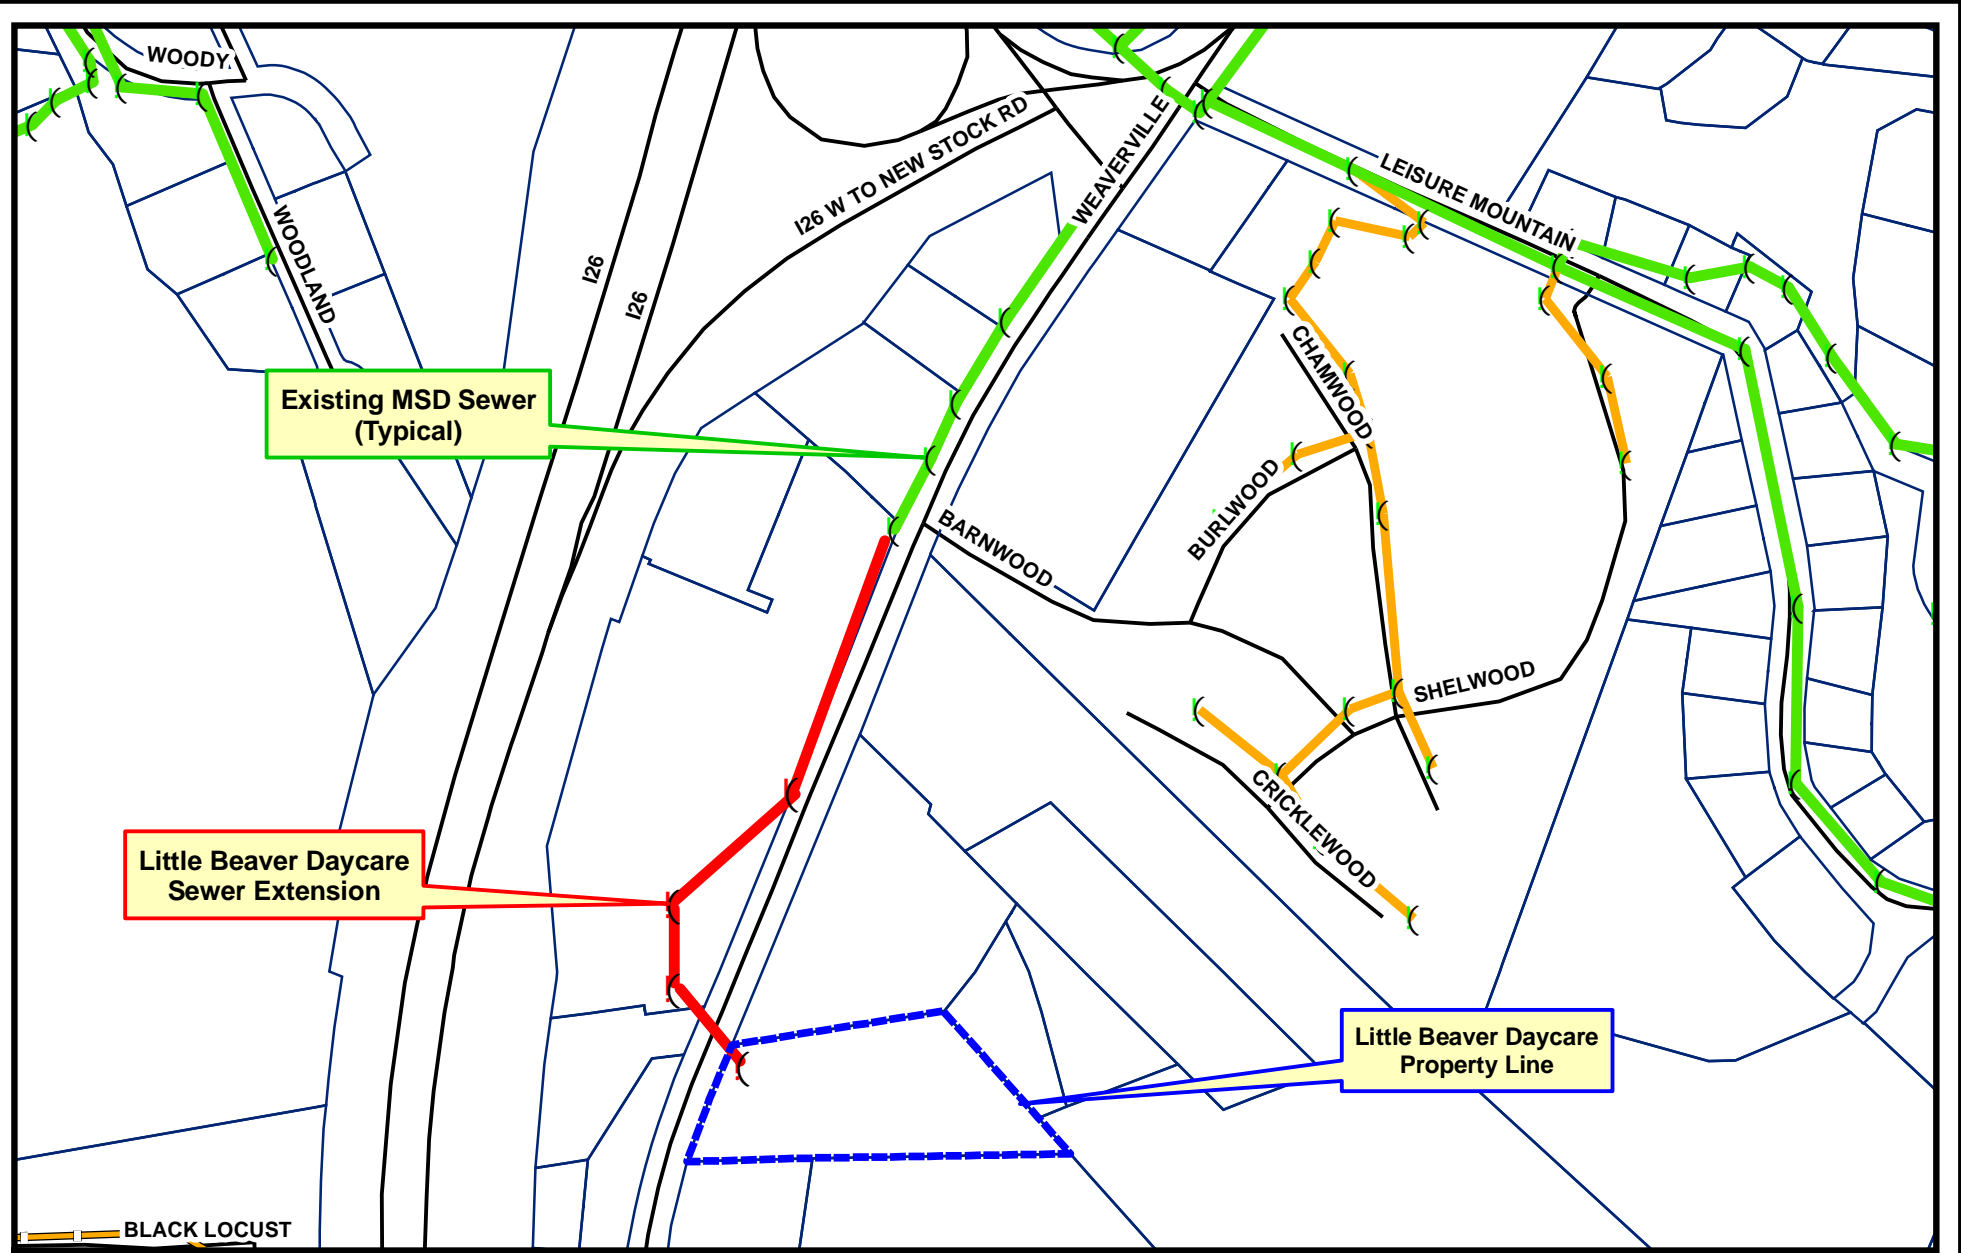 WOODY
WOODLAND
I26
I26
I26 W TO NEW STOCK RD
WEAVERVILLE
LEISURE MOUNTAIN
CHAMWOOD
BURLWOOD
BARNWOOD
SHELWOOD
CRICKLEWOOD
Existing MSD Sewer
(Typical)
Little Beaver Daycare
Sewer Extension
Little Beaver Daycare
Property Line
BLACK LOCUST